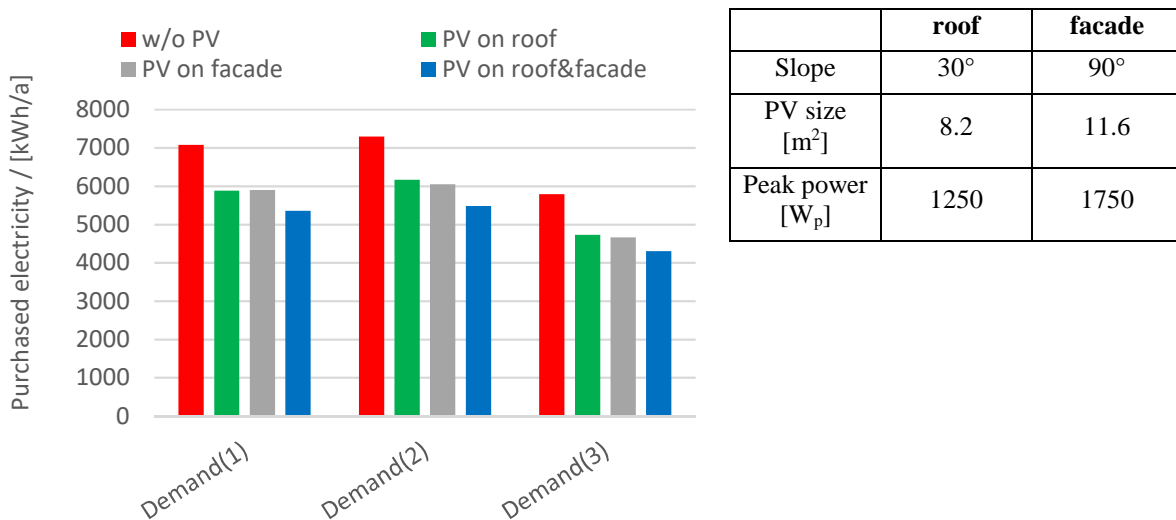 w/o PV
PV on roof
PV on facade
PV on roof&facade
Purchased electricity / [kWh/a]
8000
7000
6000
5000
4000
3000
2000
1000
0
Demand(1)
Demand(2)
Demand(3)
roof facade
Slope 30° 90°
PV size
[m²] 8.2 11.6
Peak power
[Wₚ] 1250 1750